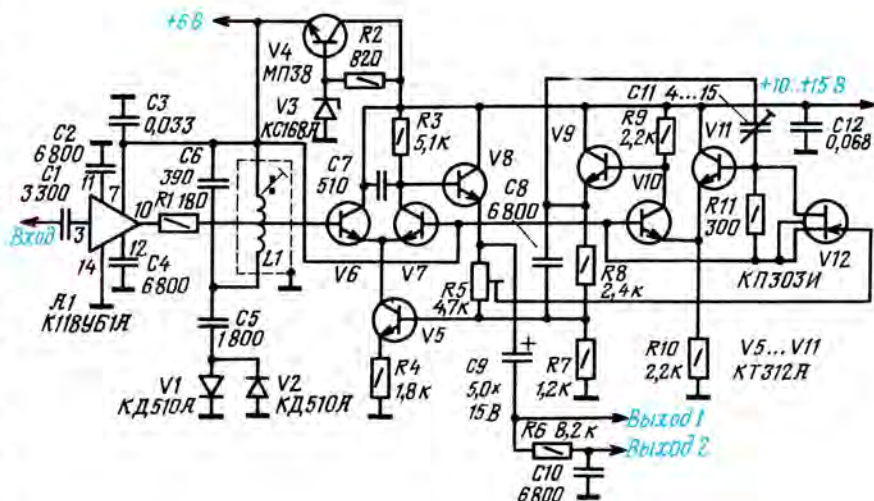 +6 В
V4
МП38
R2
820
C3
0,033
V3
КС168А
R3
5,1к
C11 4...15
+10...+15 В
R9
2,2к
V11
V9
V8
C12
0,068
C2
6800
C1
3300
11
7
C6
390
C7
510
C8
6800
V10
R11
300
3
10
R1 180
Вход
12
14
C4
6800
L1
V6
V7
R5
4,7к
R8
2,4к
КП303И
V12
А1
К118УБ1А
C5
1800
V5
R10
2,2к
V5...V11
КТ312А
V1
КД510А
V2
КД510А
R4
1,8к
C9
5,0×
15В
+
R7
1,2к
R6 8,2к
Выход 1
Выход 2
C10
6800